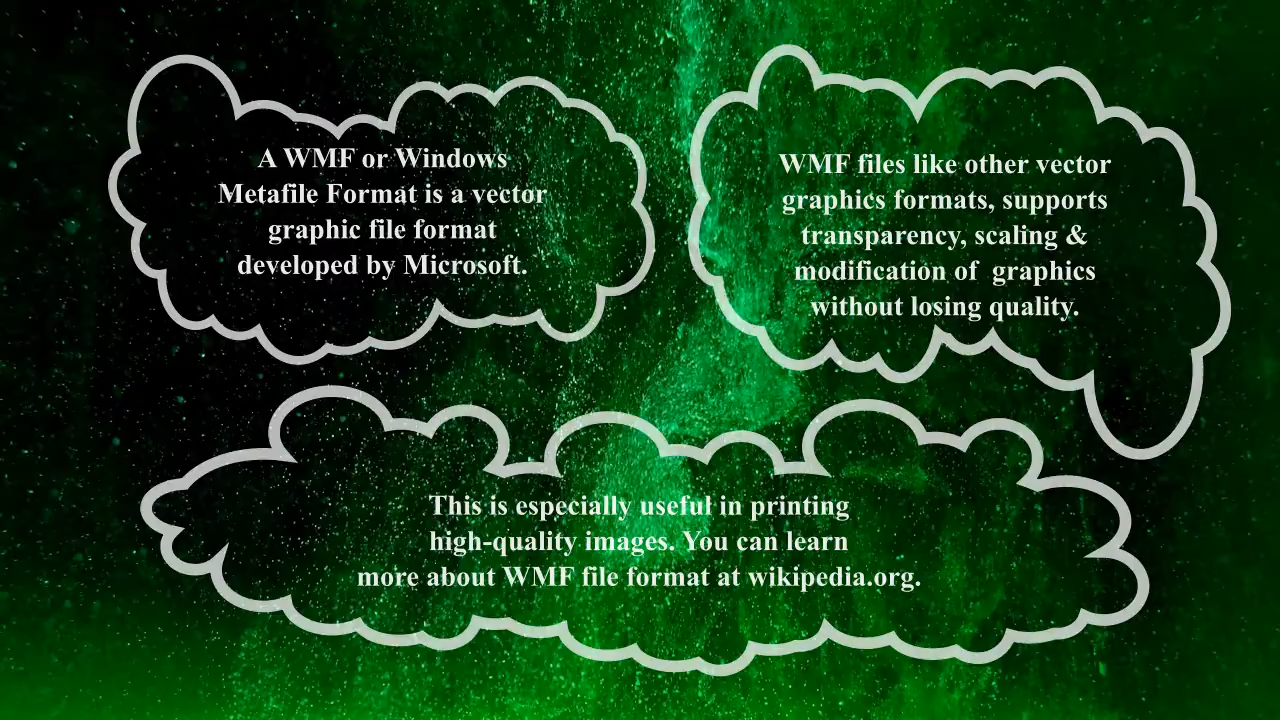 A WMF or Windows
Metafile Format is a vector
graphic file format
developed by Microsoft.
WMF files like other vector
graphics formats, supports
transparency, scaling &
modification of  graphics
without losing quality.
This is especially useful in printing
high-quality images. You can learn
more about WMF file format at wikipedia.org.